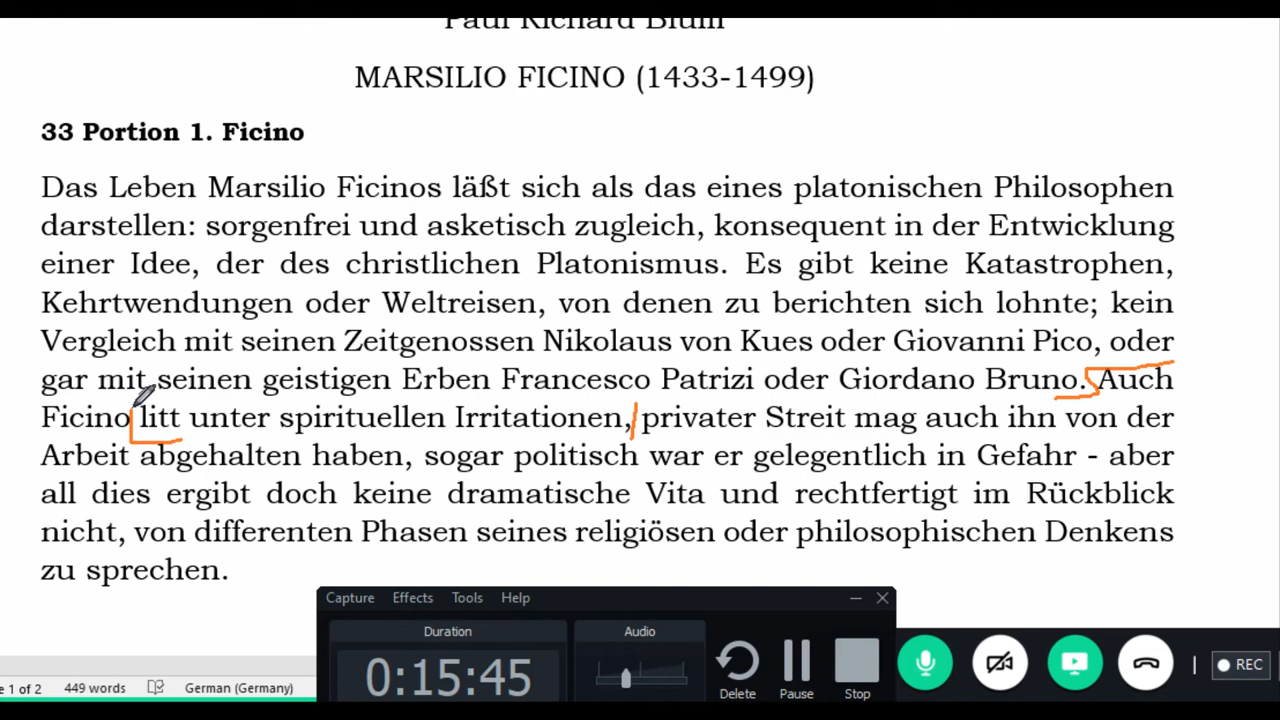 Paul Richard Blum
MARSILIO FICINO (1433-1499)
33 Portion 1. Ficino
Das Leben Marsilio Ficinos läßt sich als das eines platonischen Philosophen
darstellen: sorgenfrei und asketisch zugleich, konsequent in der Entwicklung
einer Idee, der des christlichen Platonismus. Es gibt keine Katastrophen,
Kehrtwendungen oder Weltreisen, von denen zu berichten sich lohnte; kein
Vergleich mit seinen Zeitgenossen Nikolaus von Kues oder Giovanni Pico, oder
gar mit seinen geistigen Erben Francesco Patrizi oder Giordano Bruno. Auch
Ficino litt unter spirituellen Irritationen, privater Streit mag auch ihn von der
Arbeit abgehalten haben, sogar politisch war er gelegentlich in Gefahr - aber
all dies ergibt doch keine dramatische Vita und rechtfertigt im Rückblick
nicht, von differenten Phasen seines religiösen oder philosophischen Denkens
zu sprechen.
Capture Effects Tools Help
Duration Audio
0:15:45
Delete Pause Stop
REC
e 1 of 2 449 words German (Germany)